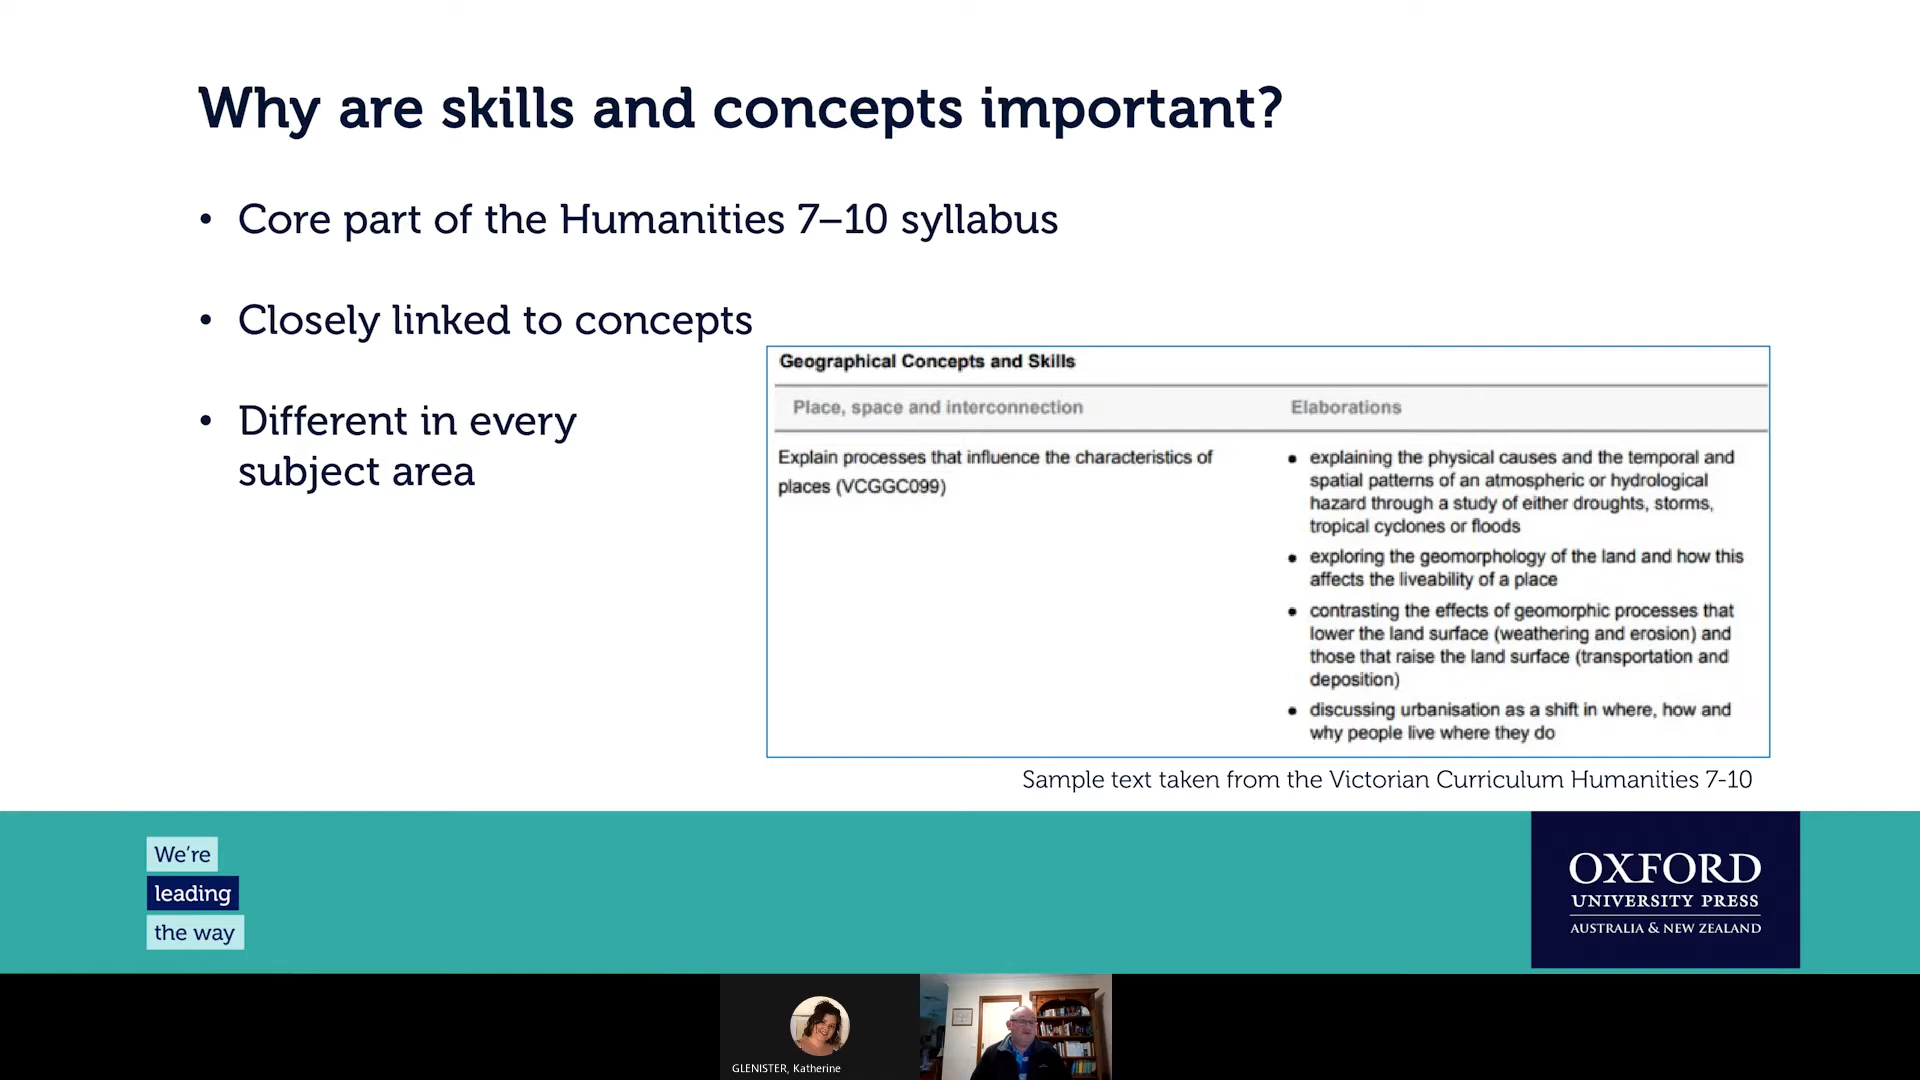 Why are skills and concepts important?
• Core part of the Humanities 7–10 syllabus
• Closely linked to concepts
• Different in every
subject area
Geographical Concepts and Skills
Place, space and interconnection
Elaborations
Explain processes that influence the characteristics of
places (VCGGC099)
• explaining the physical causes and the temporal and
spatial patterns of an atmospheric or hydrological
hazard through a study of either droughts, storms,
tropical cyclones or floods
• exploring the geomorphology of the land and how this
affects the liveability of a place
• contrasting the effects of geomorphic processes that
lower the land surface (weathering and erosion) and
those that raise the land surface (transportation and
deposition)
• discussing urbanisation as a shift in where, how and
why people live where they do
Sample text taken from the Victorian Curriculum Humanities 7-10
We're
leading
the way
OXFORD
UNIVERSITY PRESS
AUSTRALIA & NEW ZEALAND
GLENISTER, Katherine